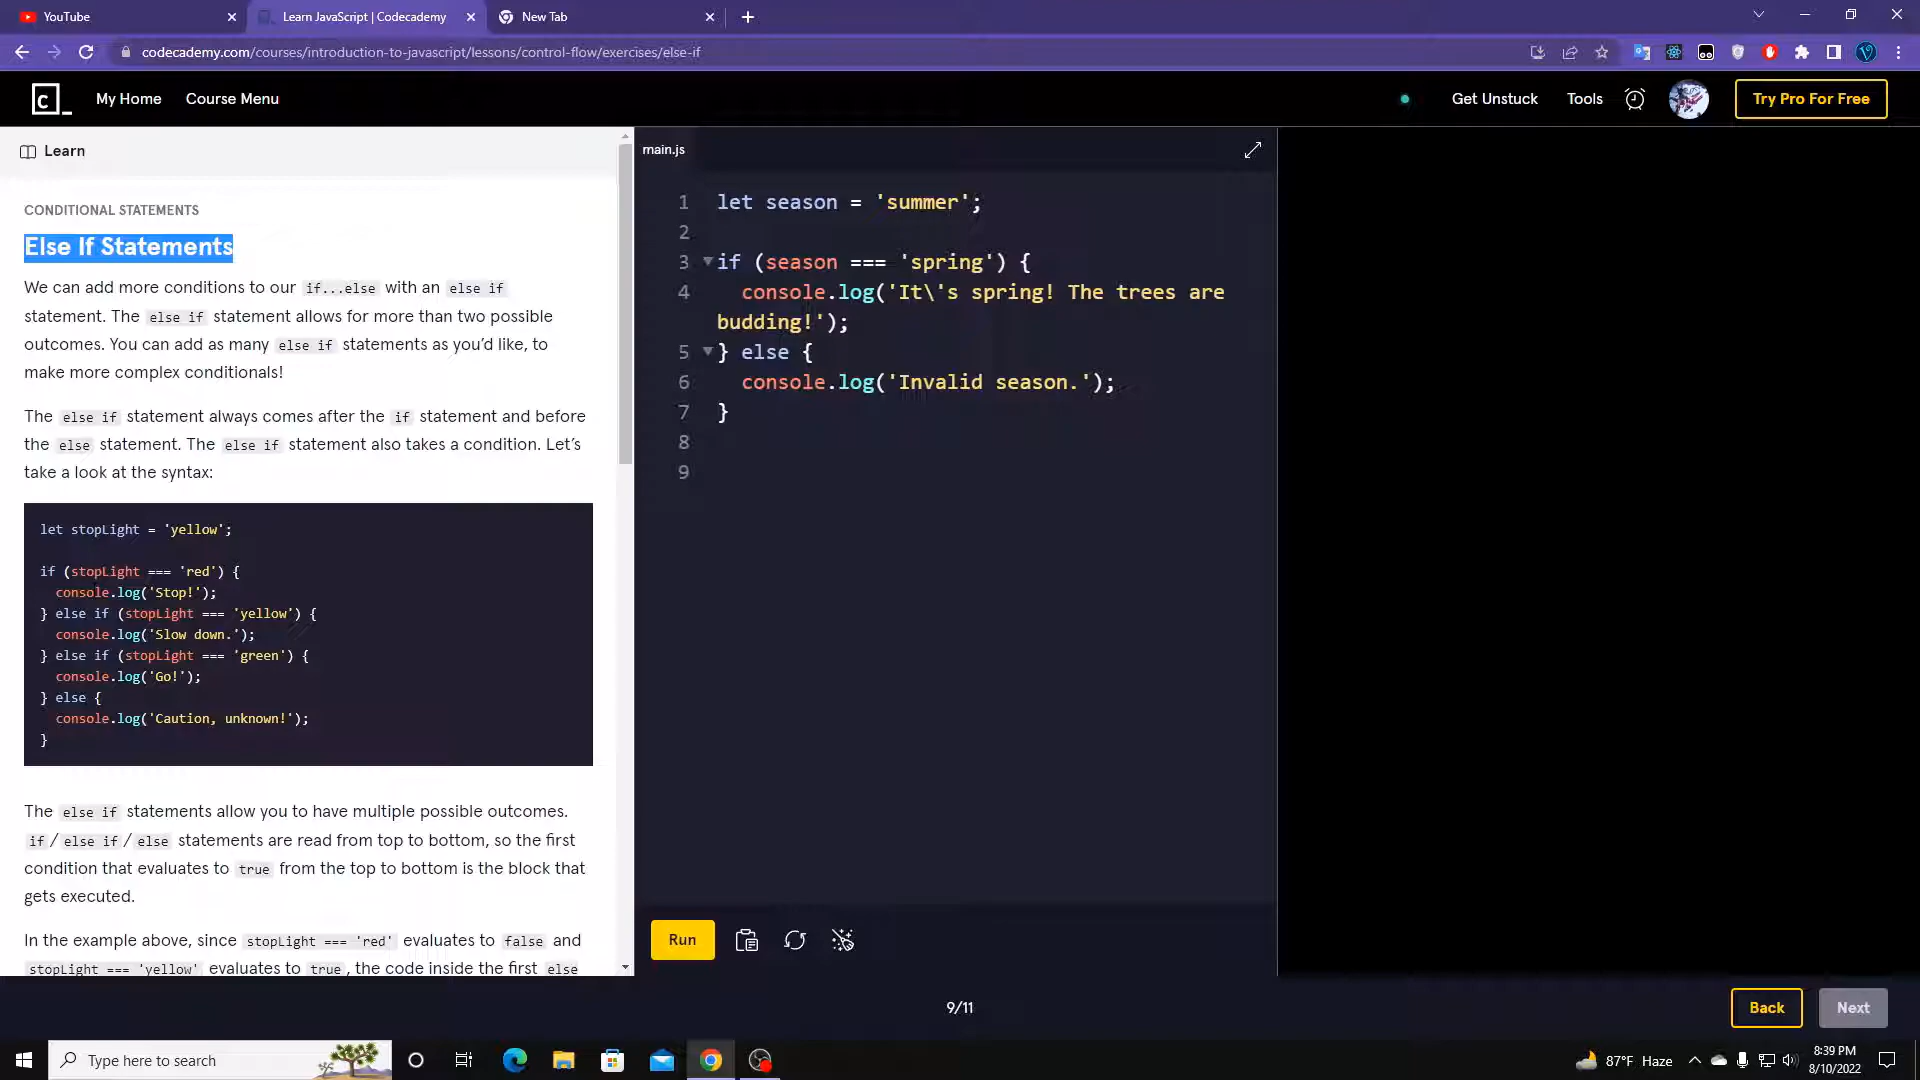 YouTube
Learn JavaScript | Codecademy
New Tab
codecademy.com/courses/introduction-to-javascript/lessons/control-flow/exercises/else-if
c_
My Home
Course Menu
Get Unstuck
Tools
Try Pro For Free
Learn
CONDITIONAL STATEMENTS
Else If Statements
We can add more conditions to our if...else with an else if
statement. The else if statement allows for more than two possible
outcomes. You can add as many else if statements as you’d like, to
make more complex conditionals!
The else if statement always comes after the if statement and before
the else statement. The else if statement also takes a condition. Let’s
take a look at the syntax:
let stopLight = 'yellow';
if (stopLight === 'red') {
console.log('Stop!');
} else if (stopLight === 'yellow') {
console.log('Slow down.');
} else if (stopLight === 'green') {
console.log('Go!');
} else {
console.log('Caution, unknown!');
}
The else if statements allow you to have multiple possible outcomes.
if/else if/else statements are read from top to bottom, so the first
condition that evaluates to true from the top to bottom is the block that
gets executed.
In the example above, since stopLight === 'red' evaluates to false and
stopLight === 'yellow' evaluates to true, the code inside the first else
main.js
1 let season = 'summer';
2
3 if (season === 'spring') {
4 console.log('It\'s spring! The trees are
budding!');
5 } else {
6 console.log('Invalid season.');
7 }
8
9
Run
9/11
Back
Next
Type here to search
87°F Haze
8:39 PM
8/10/2022